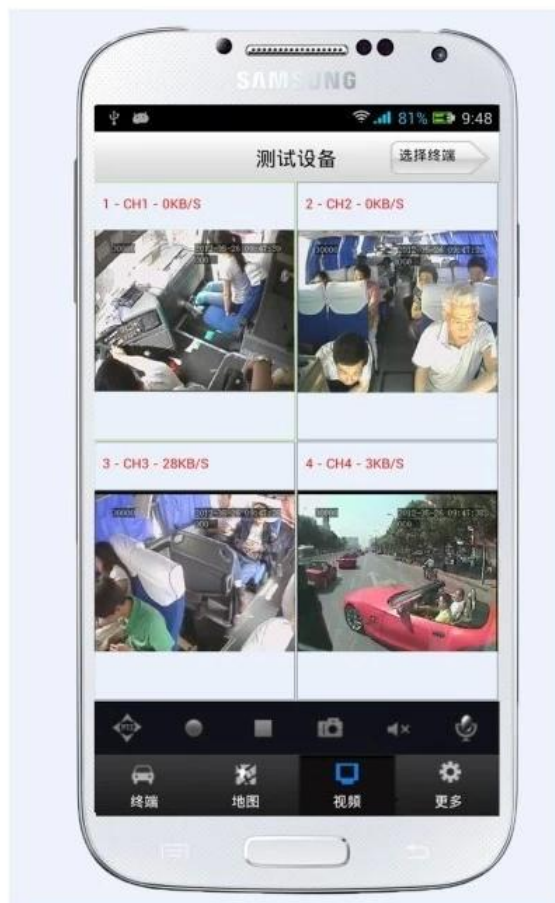 SAMSUNG
81% 9:48
测试设备
选择终端
1 - CH1 - 0KB/S
2 - CH2 - 0KB/S
3 - CH3 - 28KB/S
4 - CH4 - 3KB/S
PTZ
终端
地图
视频
更多